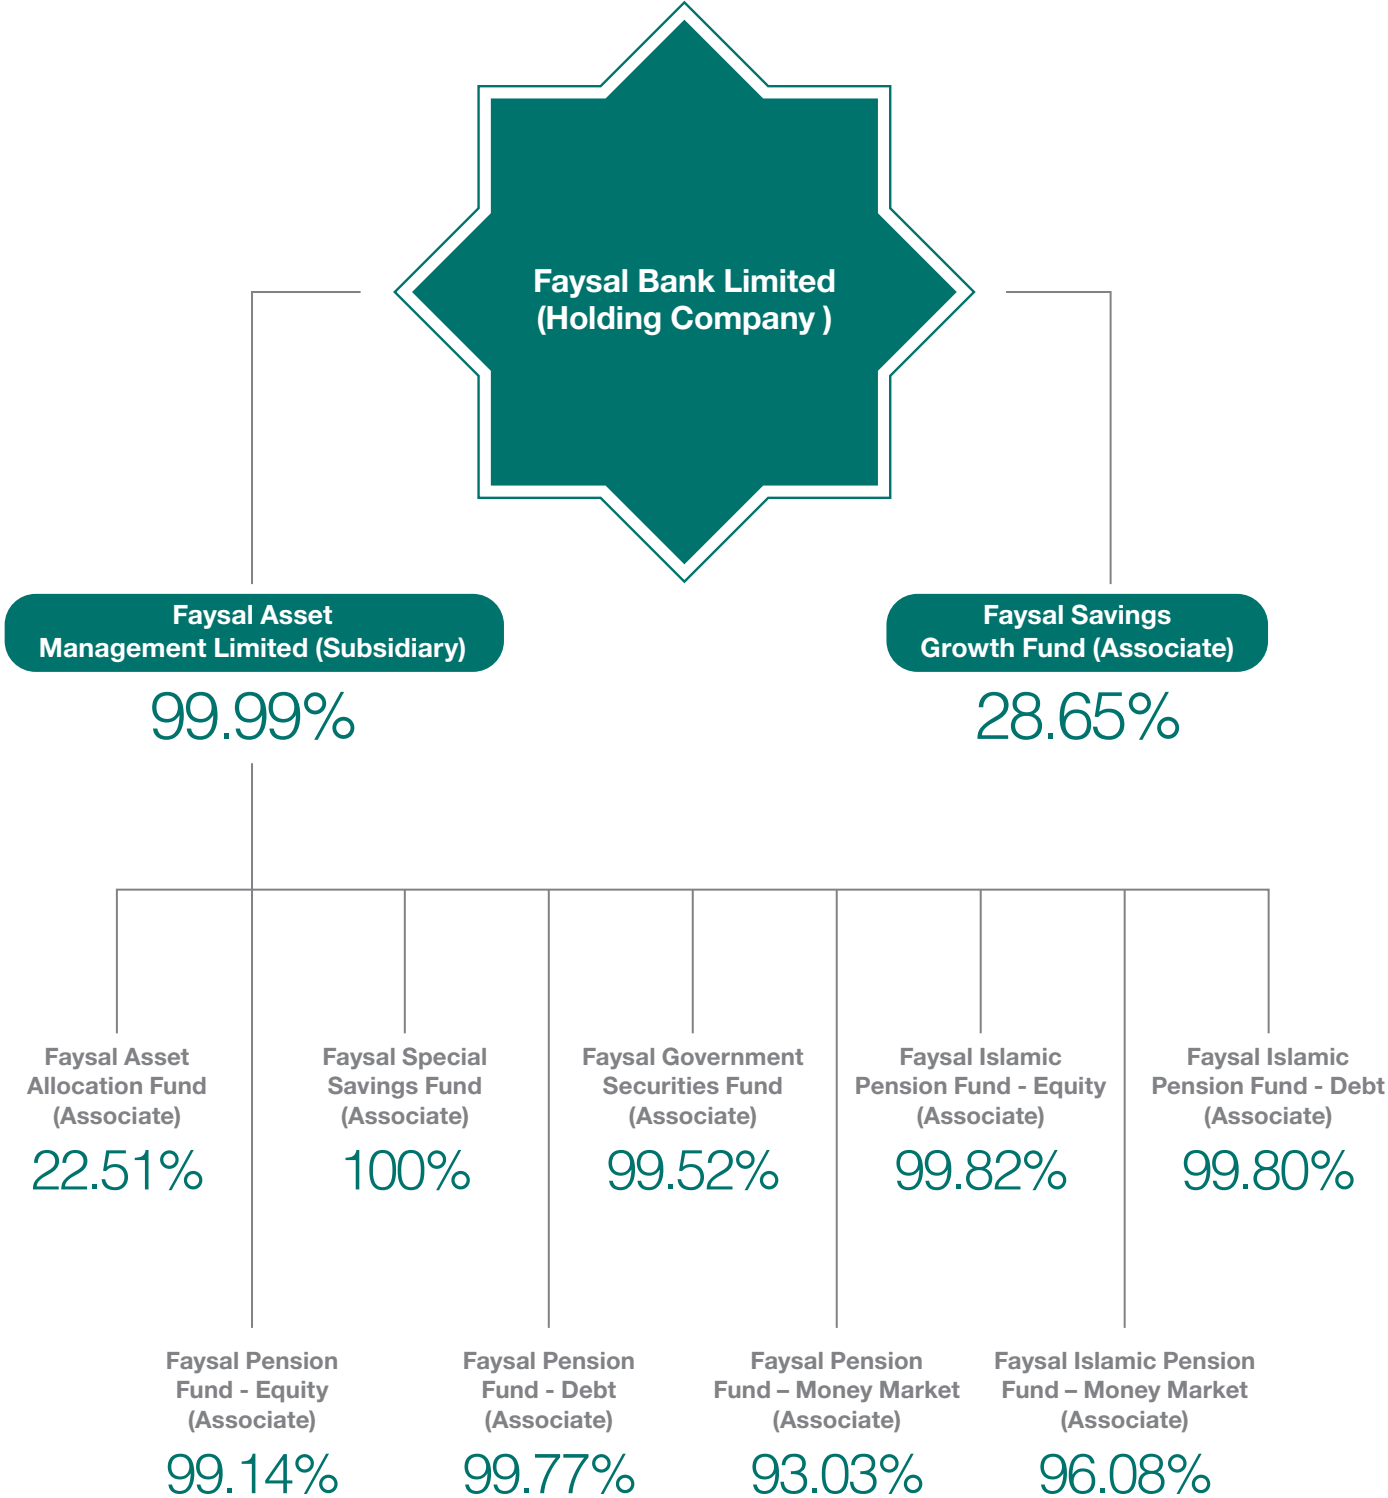 Faysal Bank Limited
(Holding Company )
Faysal Asset
Management Limited (Subsidiary)
99.99%
Faysal Savings
Growth Fund (Associate)
28.65%
Faysal Asset
Allocation Fund
(Associate)
22.51%
Faysal Special
Savings Fund
(Associate)
100%
Faysal Government
Securities Fund
(Associate)
99.52%
Faysal Islamic
Pension Fund - Equity
(Associate)
99.82%
Faysal Islamic
Pension Fund - Debt
(Associate)
99.80%
Faysal Pension
Fund - Equity
(Associate)
99.14%
Faysal Pension
Fund - Debt
(Associate)
99.77%
Faysal Pension
Fund – Money Market
(Associate)
93.03%
Faysal Islamic Pension
Fund – Money Market
(Associate)
96.08%